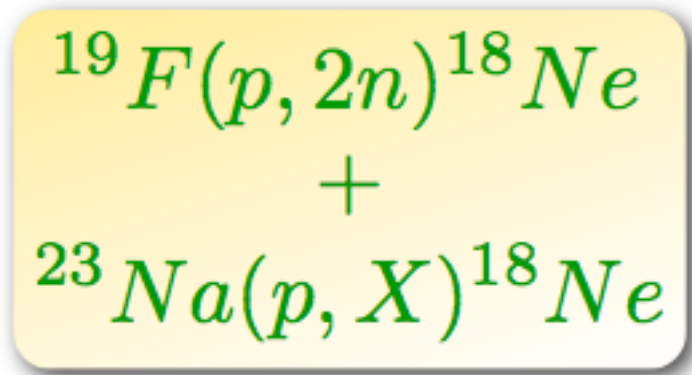 ¹⁹F(p, 2n)¹⁸Ne
+
²³Na(p, X)¹⁸Ne